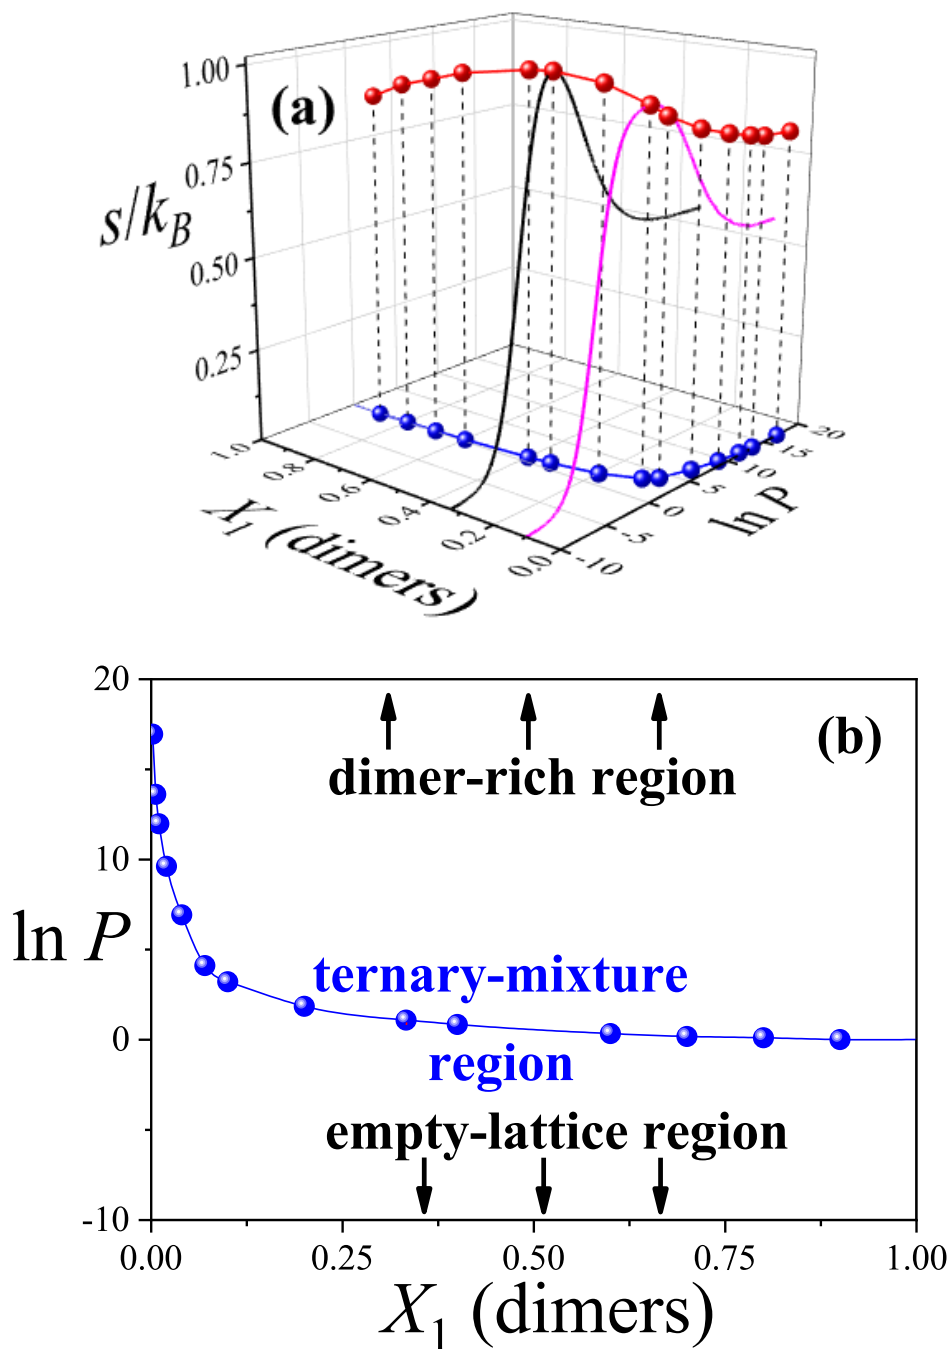 1.00
(a)
0.75
s/k_B
0.50
0.25
1.0
0.8
0.6
0.4
0.2
0.0
X_1 (dimers)
-10
-5
0
5
10
15
20
ln P
20
(b)
dimer-rich region
10
ln P
ternary-mixture
0
region
empty-lattice region
-10
0.00 0.25 0.50 0.75 1.00
X_1 (dimers)